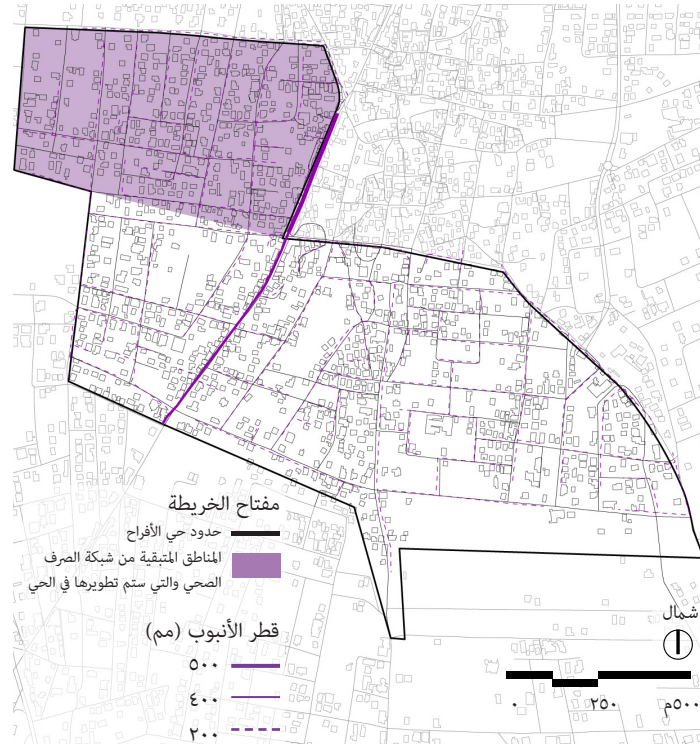 مفتاح الخريطة
حدود حي الأفراح
المناطق المتبقية من شبكة الصرف
الصحي والتي ستم تطويرها في الحي
قطر الأنبوب (مم)
٥٠٠
٤٠٠
٢٠٠
شمال
٠ ٢٥٠ ٥٠٠م